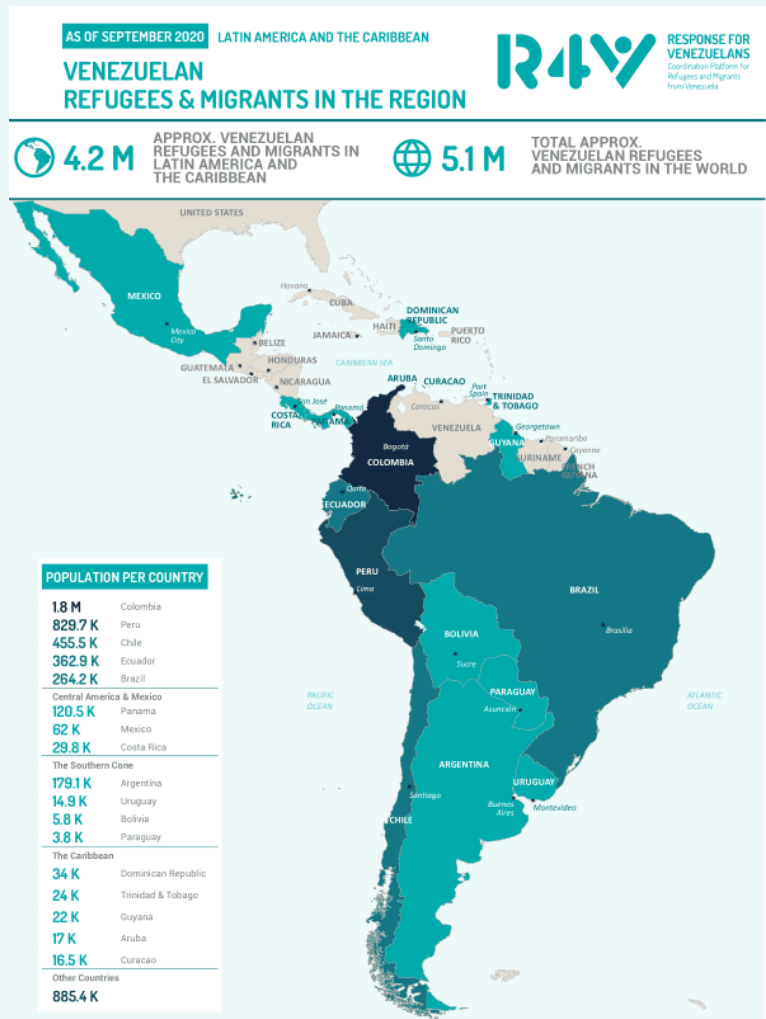 AS OF SEPTEMBER 2020 LATIN AMERICA AND THE CARIBBEAN
VENEZUELAN
REFUGEES & MIGRANTS IN THE REGION
R4V
RESPONSE FOR
VENEZUELANS
Coordination Platform for
Refugees and Migrants
from Venezuela
4.2 M
APPROX. VENEZUELAN
REFUGEES AND MIGRANTS IN
LATIN AMERICA AND
THE CARIBBEAN
5.1 M
TOTAL APPROX.
VENEZUELAN REFUGEES
AND MIGRANTS IN THE WORLD
UNITED STATES
MEXICO
Mexico
City
Havana
CUBA
JAMAICA
HAITI
DOMINICAN
REPUBLIC
Santo
Domingo
PUERTO
RICO
BELIZE
HONDURAS
GUATEMALA
EL SALVADOR
NICARAGUA
CARIBBEAN SEA
San José
COSTA
RICA
Panamá
PANAMA
ARUBA
CURACAO
Port
Spain
TRINIDAD
& TOBAGO
Caracas
VENEZUELA
Georgetown
GUYANA
Paramaribo
SURINAME
Cayenne
FRENCH
GUYANA
Bogotá
COLOMBIA
Quito
ECUADOR
PERU
Lima
BRAZIL
Brasilia
BOLIVIA
Sucre
PARAGUAY
Asunción
PACIFIC
OCEAN
ATLANTIC
OCEAN
ARGENTINA
URUGUAY
Santiago
Buenos
Aires
Montevideo
CHILE
POPULATION PER COUNTRY
1.8 M Colombia
829.7 K Peru
455.5 K Chile
362.9 K Ecuador
264.2 K Brazil
Central America & Mexico
120.5 K Panama
62 K Mexico
29.8 K Costa Rica
The Southern Cone
179.1 K Argentina
14.9 K Uruguay
5.8 K Bolivia
3.8 K Paraguay
The Caribbean
34 K Dominican Republic
24 K Trinidad & Tobago
22 K Guyana
17 K Aruba
16.5 K Curacao
Other Countries
885.4 K